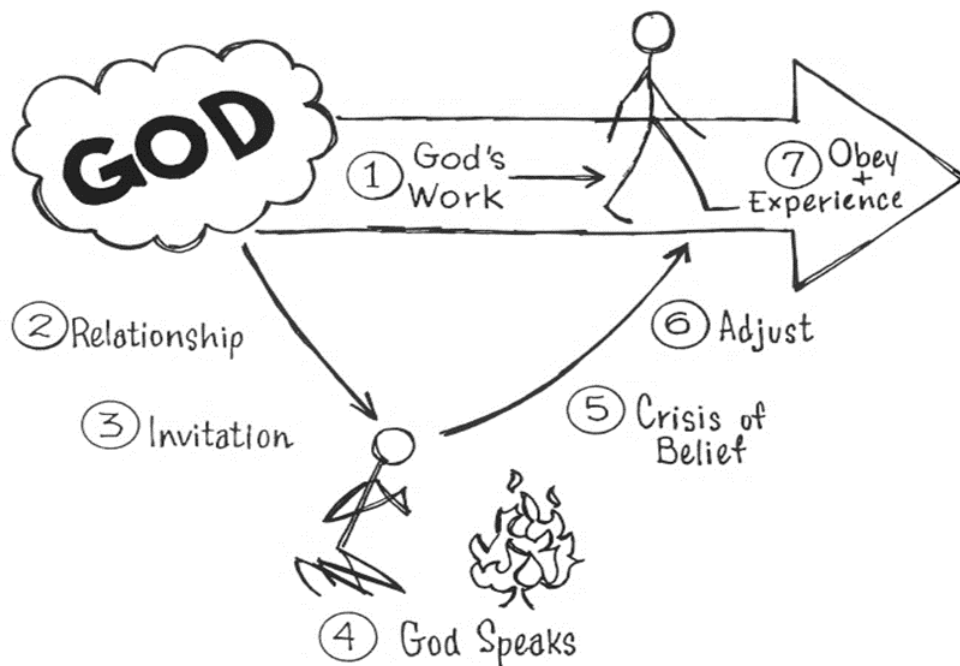 GOD
1 God's
Work
7 Obey
+
Experience
2 Relationship
3 Invitation
4 God Speaks
5 Crisis of
Belief
6 Adjust